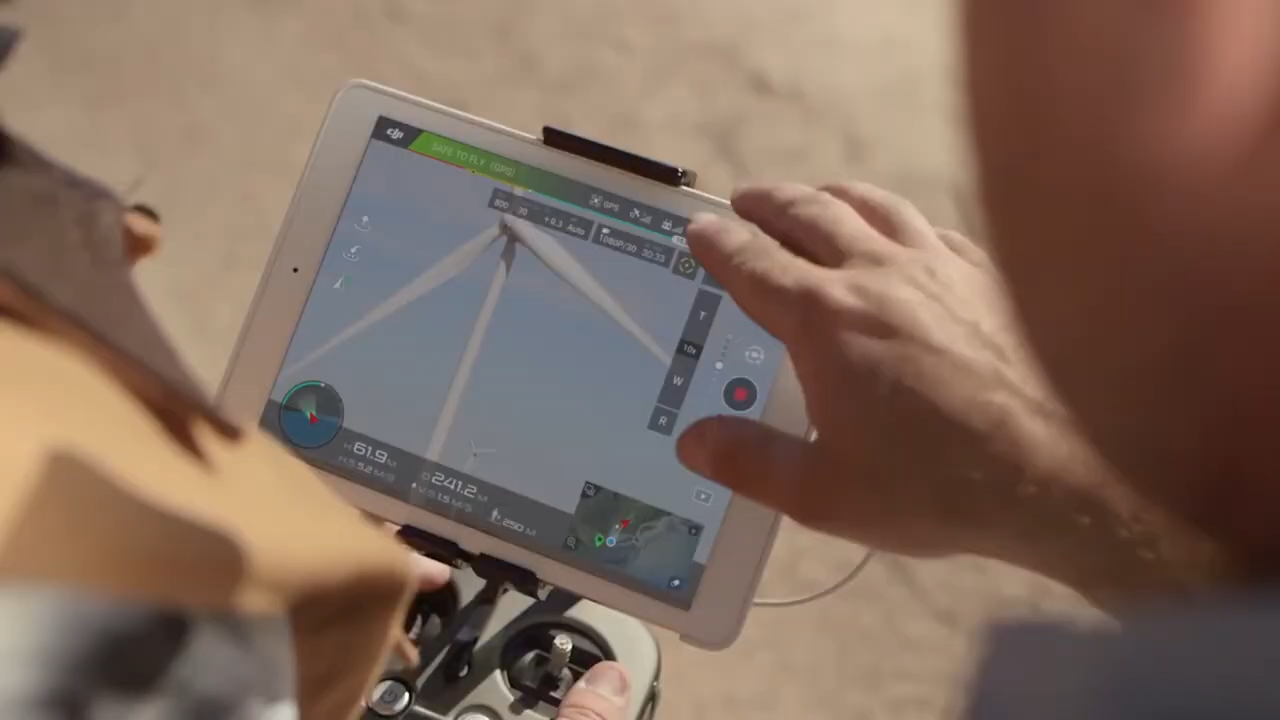 dji
SAFE TO FLY (GPS)
GPS
800 30 +0.3 Auto
1080P/30 30:33
T
10x
W
R
H 61.9 M
D 241.2 M
H.S 5.2 M/S
V.S 1.5 M/S
250 M